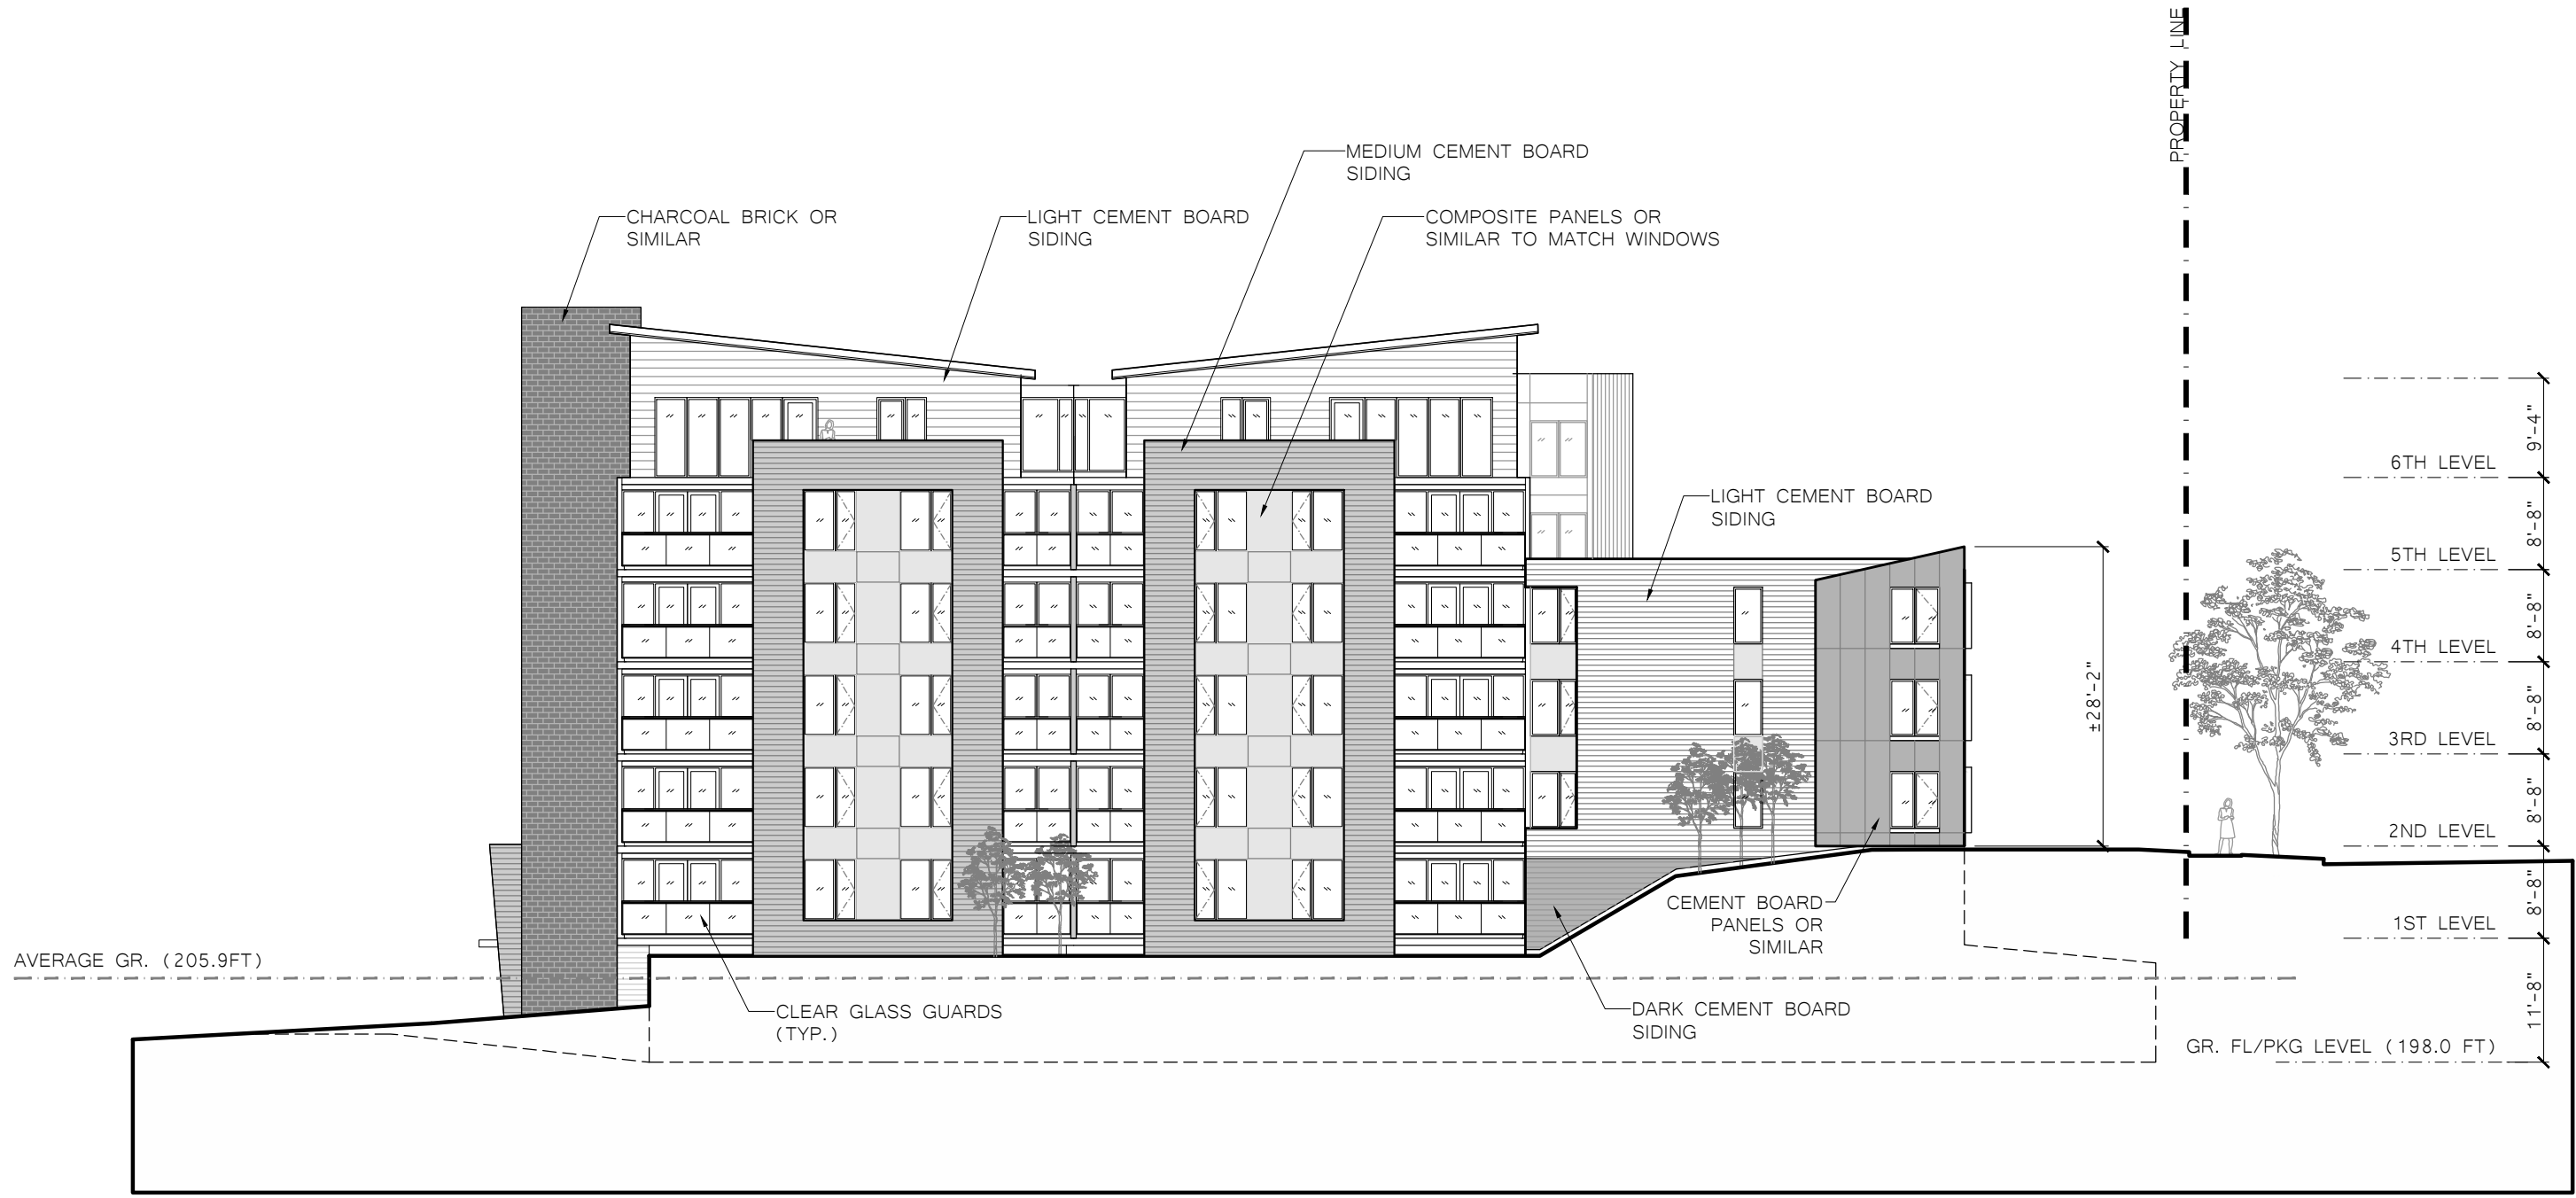 PROPERTY LINE
MEDIUM CEMENT BOARD
SIDING
CHARCOAL BRICK OR
SIMILAR
LIGHT CEMENT BOARD
SIDING
COMPOSITE PANELS OR
SIMILAR TO MATCH WINDOWS
9'-4"
6TH LEVEL
LIGHT CEMENT BOARD
SIDING
8'-8"
5TH LEVEL
8'-8"
4TH LEVEL
±28'-2"
8'-8"
3RD LEVEL
8'-8"
2ND LEVEL
CEMENT BOARD
PANELS OR
SIMILAR
8'-8"
1ST LEVEL
AVERAGE GR. (205.9FT)
11'-8"
CLEAR GLASS GUARDS
(TYP.)
DARK CEMENT BOARD
SIDING
GR. FL/PKG LEVEL (198.0 FT)